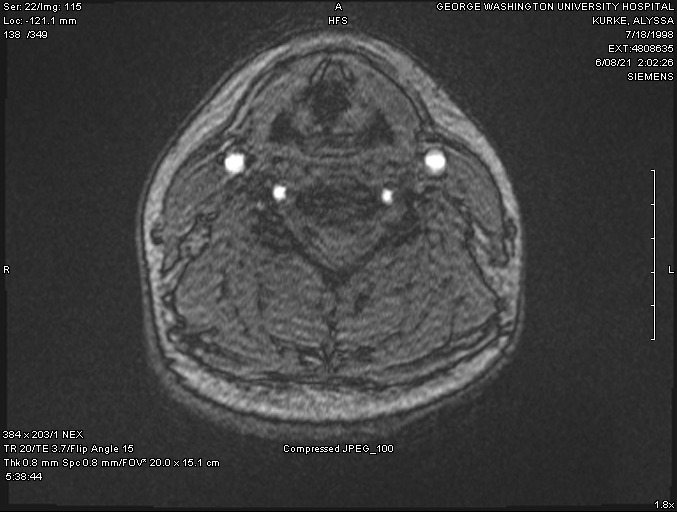 Ser: 22/Img: 115
Loc: -121.1 mm
138 /349
A
HFS
GEORGE WASHINGTON UNIVERSITY HOSPITAL
KURKE, ALYSSA
7/18/1998
EXT:4808635
6/08/21 2:02:26
SIEMENS
R
L
384 x 203/1 NEX
TR 20/TE 3.7/Flip Angle 15
Thk 0.8 mm Spc 0.8 mm/FOV* 20.0 x 15.1 cm
5:38:44
Compressed JPEG_100
1.8x